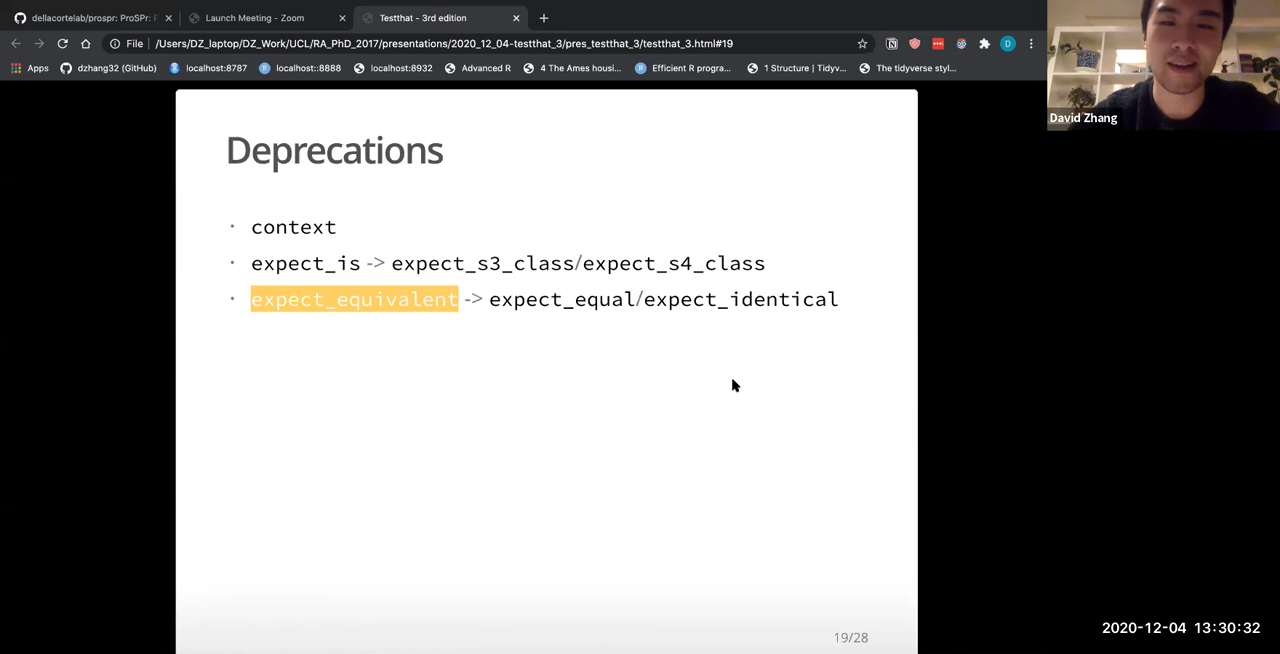 dellacortelab/prospr: ProSPr: P
Launch Meeting - Zoom
Testthat - 3rd edition
File
/Users/DZ_laptop/DZ_Work/UCL/RA_PhD_2017/presentations/2020_12_04-testthat_3/pres_testthat_3/testthat_3.html#19
D
Apps
dzhang32 (GitHub)
localhost:8787
localhost::8888
localhost:8932
Advanced R
4 The Ames housi...
Efficient R progra...
1 Structure | Tidyv...
The tidyverse styl...
David Zhang
Deprecations
· context
· expect_is -> expect_s3_class/expect_s4_class
· expect_equivalent -> expect_equal/expect_identical
19/28
2020-12-04 13:30:32